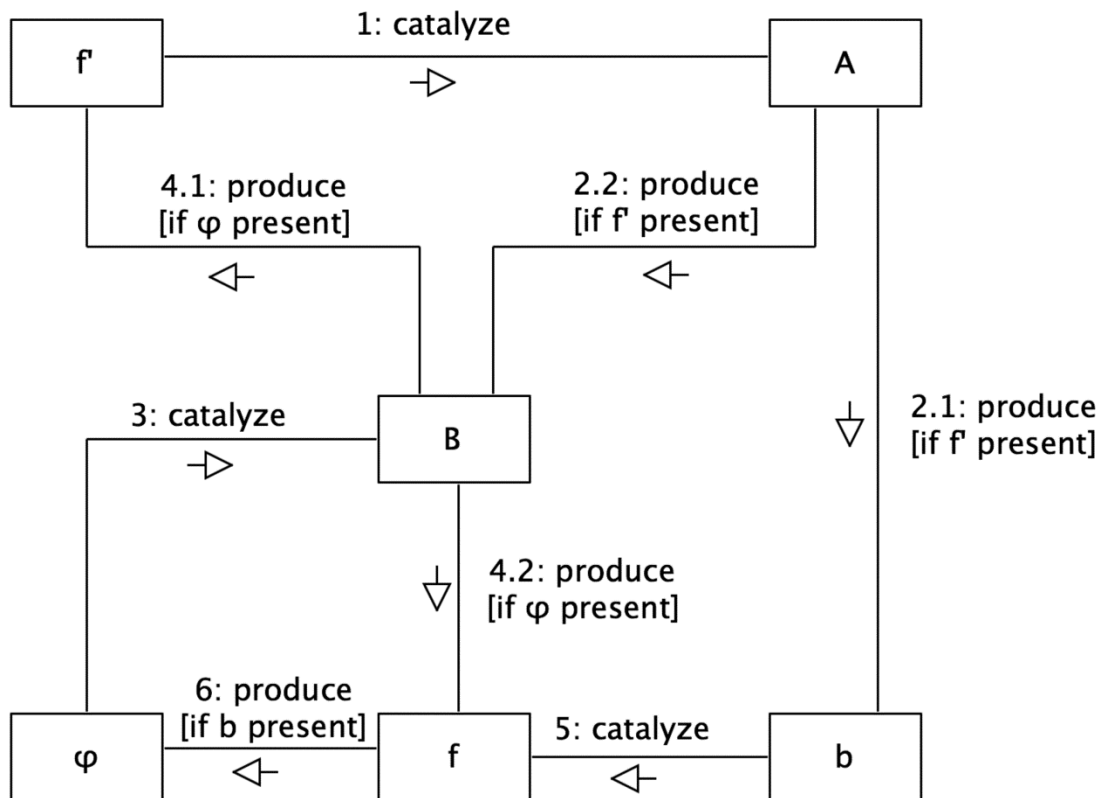 1: catalyze
f'
A
4.1: produce
[if φ present]
2.2: produce
[if f' present]
3: catalyze
B
2.1: produce
[if f' present]
4.2: produce
[if φ present]
6: produce
[if b present]
5: catalyze
φ
f
b